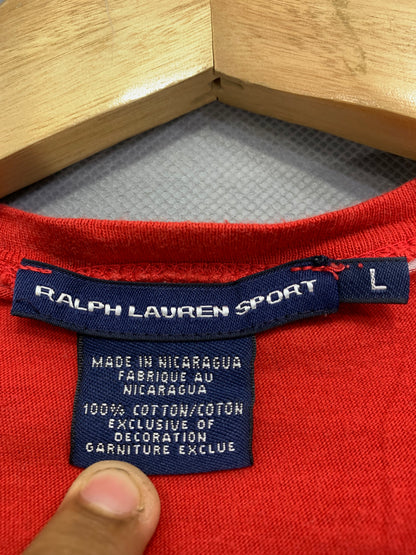 RALPH LAUREN SPORT
L
MADE IN NICARAGUA
FABRIQUE AU
NICARAGUA
100% COTTON/COTON
EXCLUSIVE OF
DECORATION
GARNITURE EXCLUE